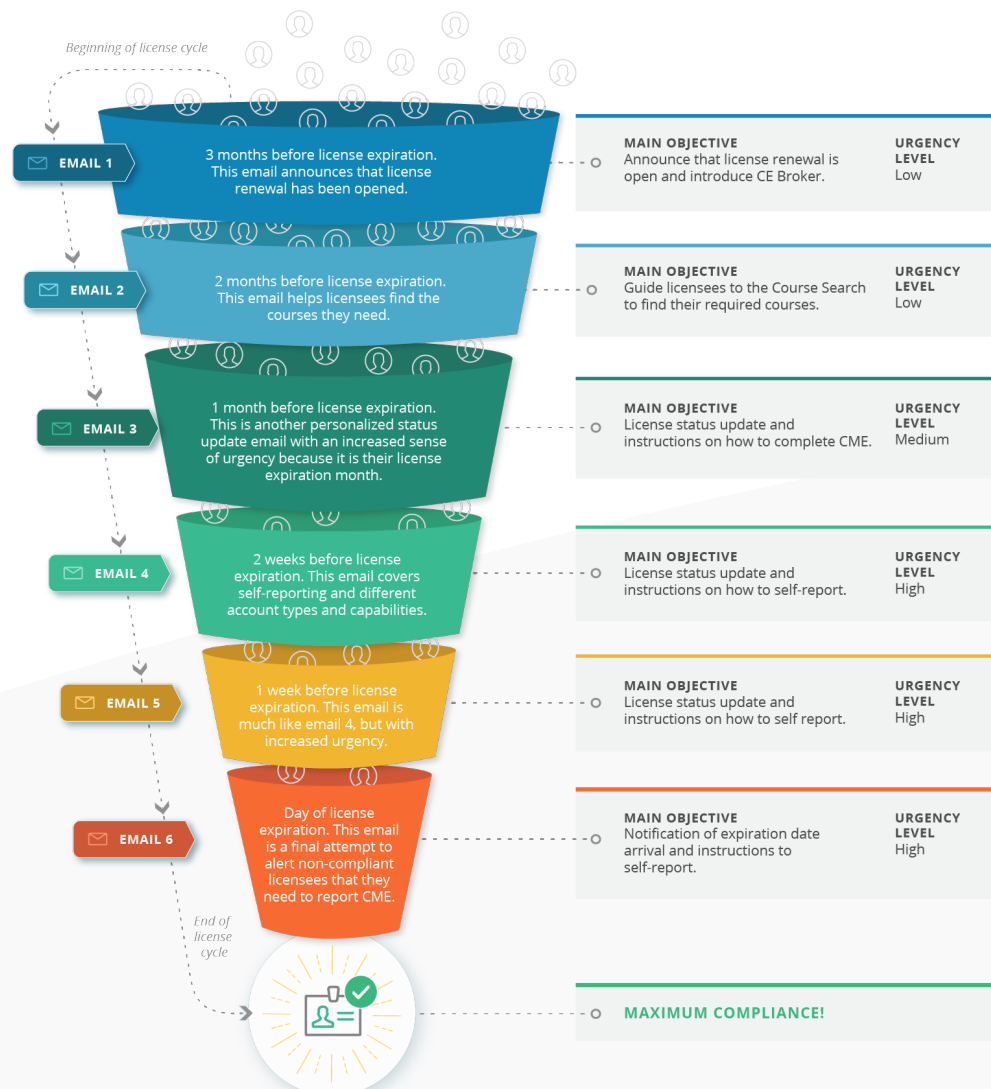 Beginning of license cycle
EMAIL 1
3 months before license expiration.
This email announces that license
renewal has been opened.
MAIN OBJECTIVE
Announce that license renewal is
open and introduce CE Broker.
URGENCY
LEVEL
Low
EMAIL 2
2 months before license expiration.
This email helps licensees find the
courses they need.
MAIN OBJECTIVE
Guide licensees to the Course Search
to find their required courses.
URGENCY
LEVEL
Low
EMAIL 3
1 month before license expiration.
This is another personalized status
update email with an increased sense
of urgency because it is their license
expiration month.
MAIN OBJECTIVE
License status update and
instructions on how to complete CME.
URGENCY
LEVEL
Medium
EMAIL 4
2 weeks before license
expiration. This email covers
self-reporting and different
account types and capabilities.
MAIN OBJECTIVE
License status update and
instructions on how to self-report.
URGENCY
LEVEL
High
EMAIL 5
1 week before license
expiration. This email is
much like email 4, but with
increased urgency.
MAIN OBJECTIVE
License status update and
instructions on how to self report.
URGENCY
LEVEL
High
EMAIL 6
Day of license
expiration. This email
is a final attempt to
alert non-compliant
licensees that they
need to report CME.
MAIN OBJECTIVE
Notification of expiration date
arrival and instructions to
self-report.
URGENCY
LEVEL
High
End of
license
cycle
MAXIMUM COMPLIANCE!